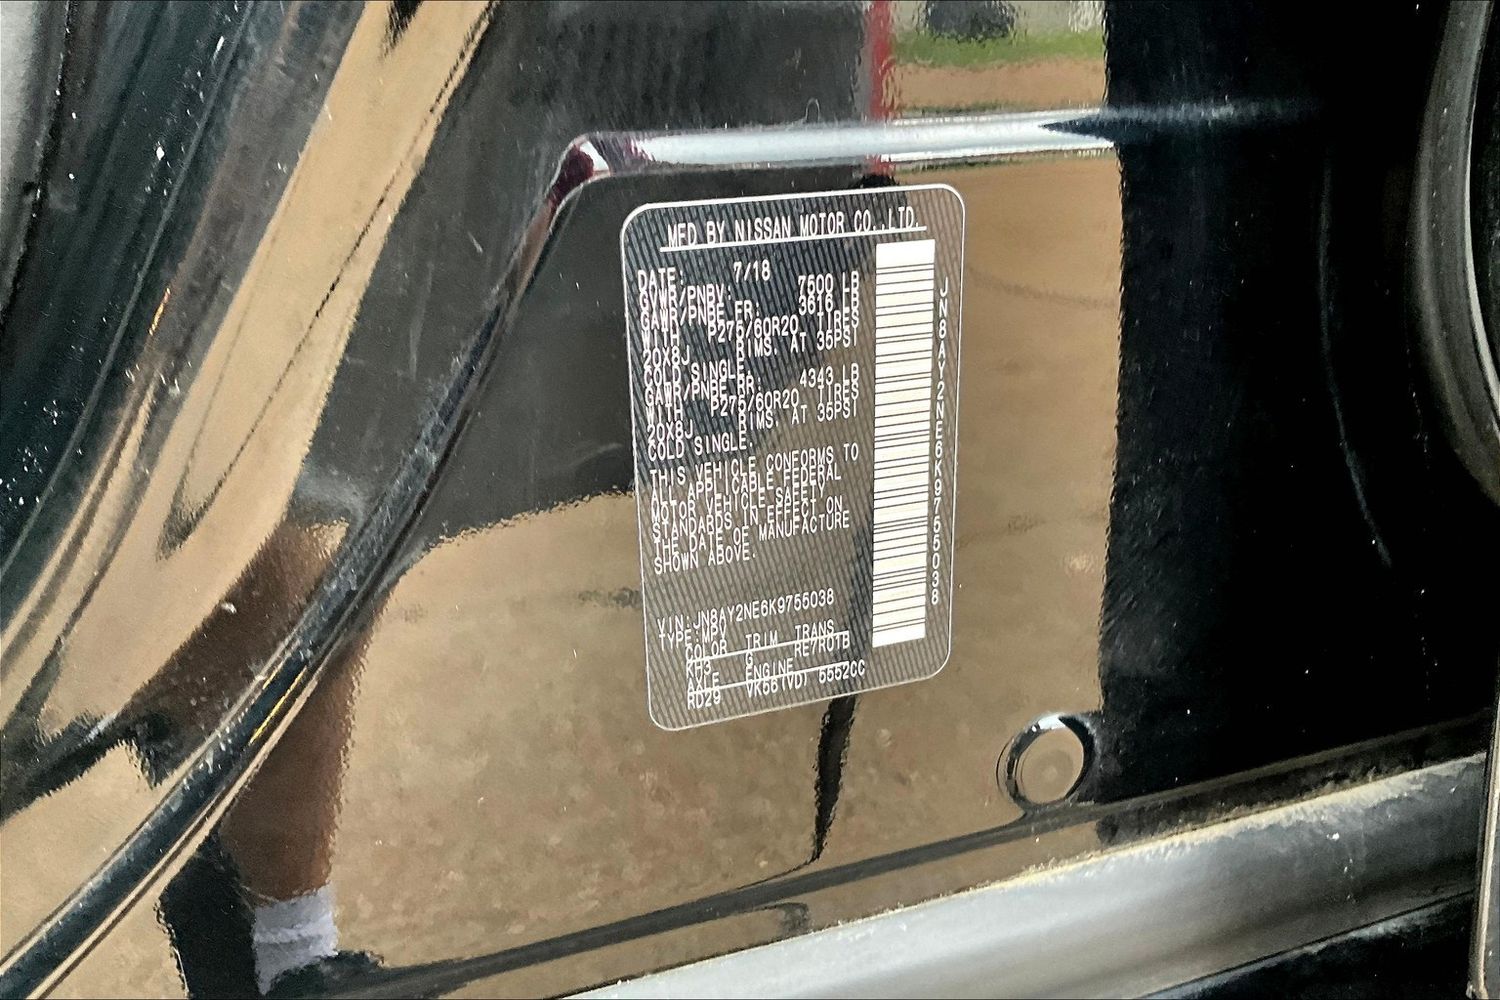 MFD BY NISSAN MOTOR CO.,LTD.
DATE: 7/18
GVWR/PNBV: 7500 LB
GAWR/PNBE FR: 3616 LB
WITH P275/60R20 TIRES
20X8J RIMS. AT 35PSI
COLD SINGLE.
GAWR/PNBE RR: 4343 LB
WITH P275/60R20 TIRES
20X8J RIMS. AT 35PSI
COLD SINGLE.
THIS VEHICLE CONFORMS TO
ALL APPLICABLE FEDERAL
MOTOR VEHICLE SAFETY
STANDARDS IN EFFECT ON
THE DATE OF MANUFACTURE
SHOWN ABOVE.
VIN:JN8AY2NE6K9755038
TYPE:MPV
COLOR TRIM TRANS
KH3 G RE7R01B
AXLE ENGINE
RD29 VK56(VD) 5552CC
JN8AY2NE6K9755038